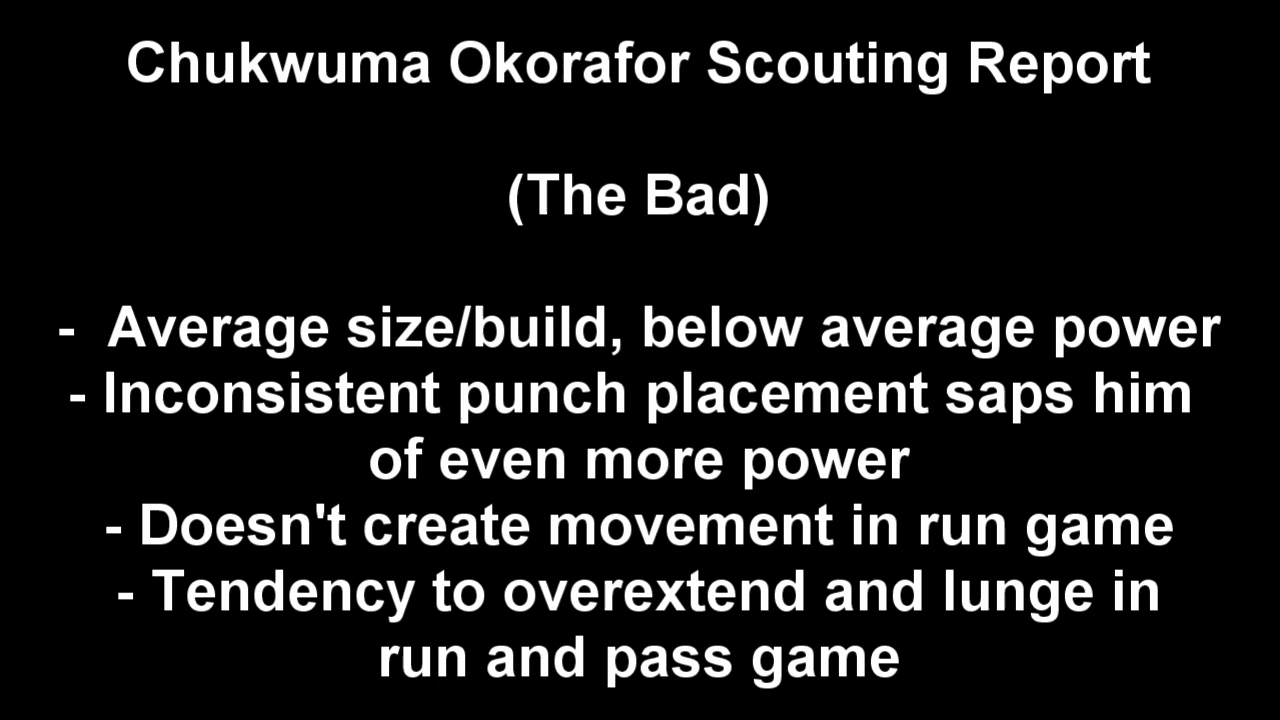 Chukwuma Okorafor Scouting Report
(The Bad)
- Average size/build, below average power
- Inconsistent punch placement saps him
of even more power
- Doesn't create movement in run game
- Tendency to overextend and lunge in
run and pass game